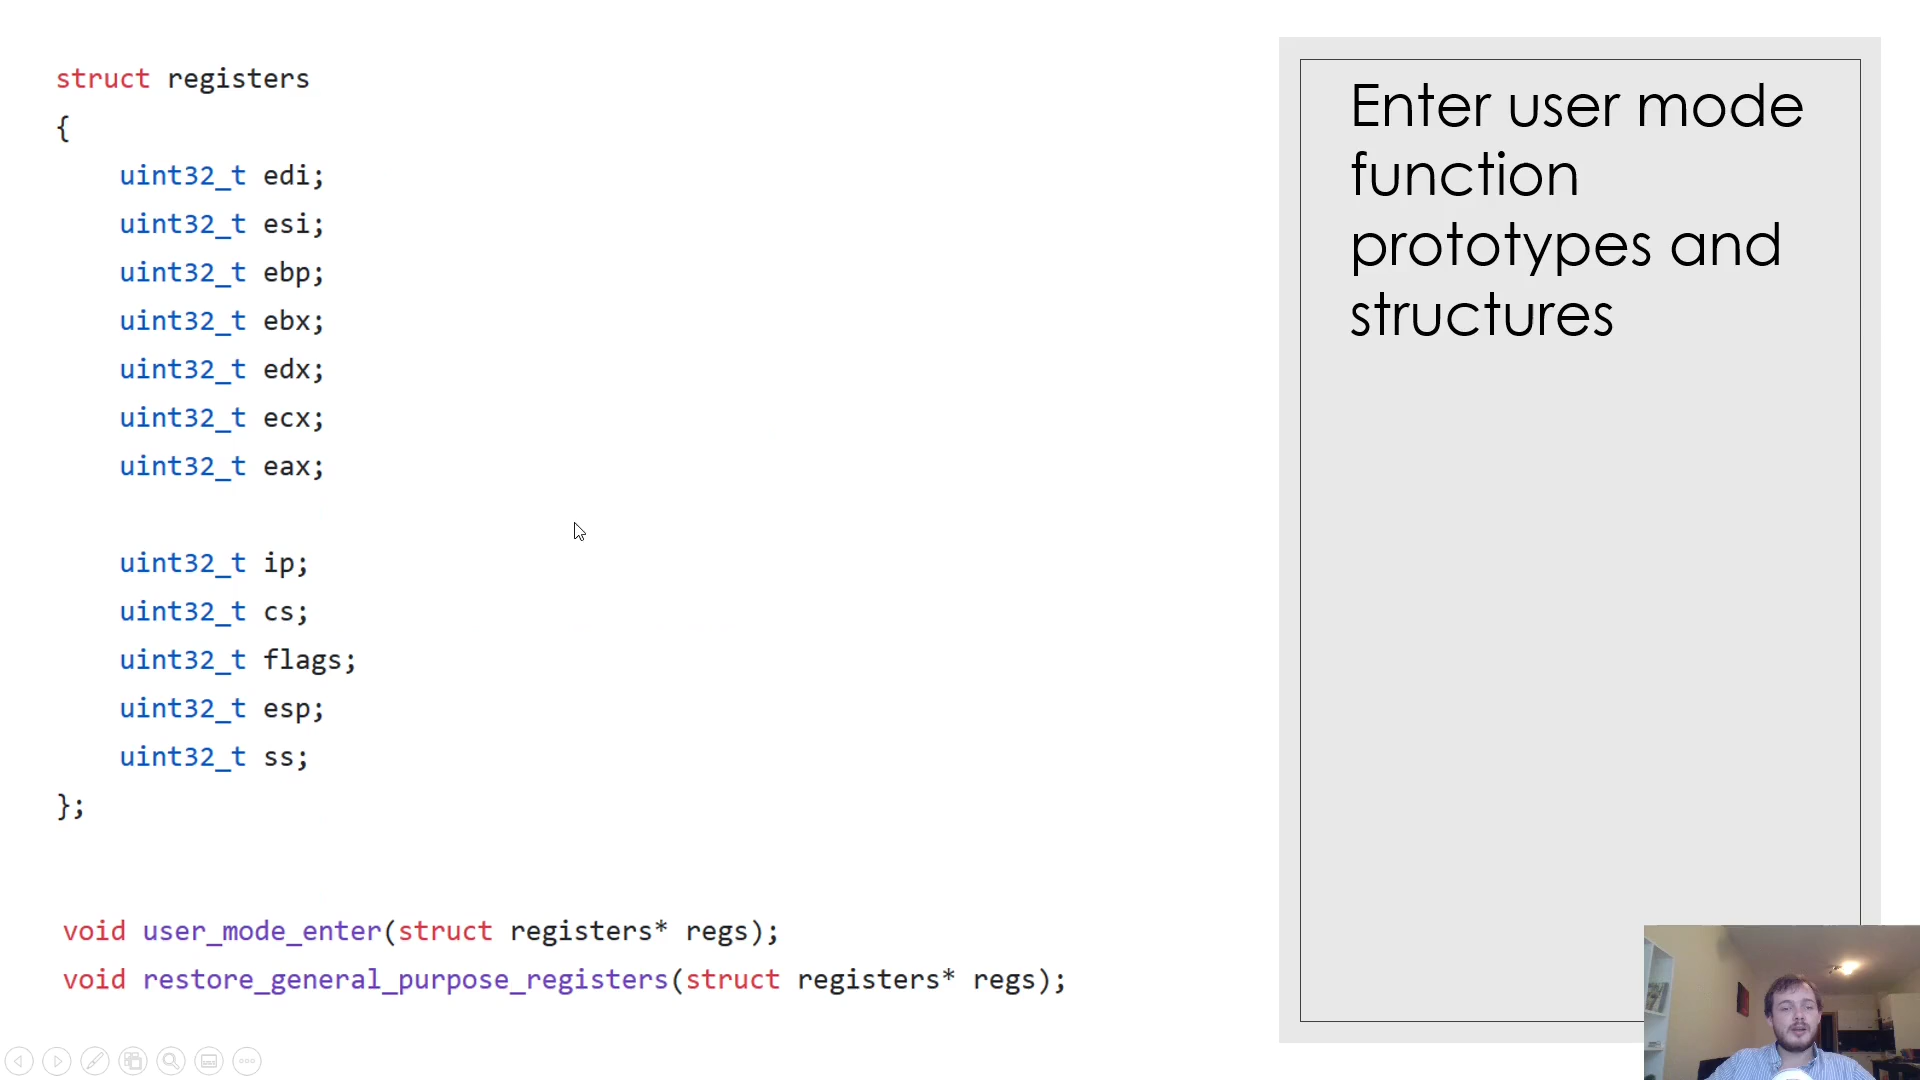 struct registers
{
    uint32_t edi;
    uint32_t esi;
    uint32_t ebp;
    uint32_t ebx;
    uint32_t edx;
    uint32_t ecx;
    uint32_t eax;
    uint32_t ip;
    uint32_t cs;
    uint32_t flags;
    uint32_t esp;
    uint32_t ss;
};
void user_mode_enter(struct registers* regs);
void restore_general_purpose_registers(struct registers* regs);
Enter user mode
function
prototypes and
structures